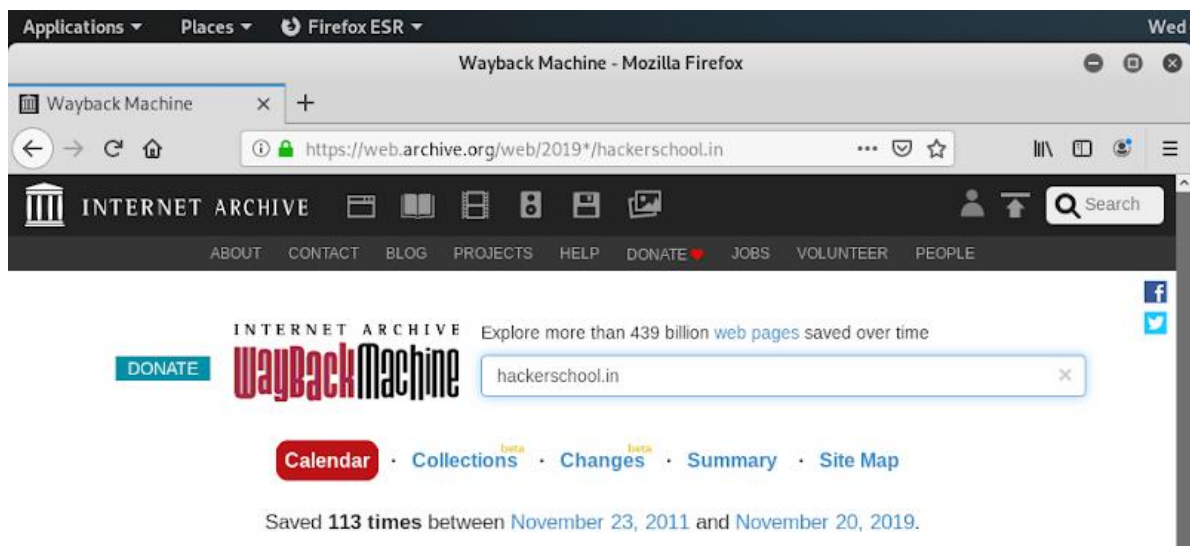 Applications Places Firefox ESR Wed
Wayback Machine - Mozilla Firefox
Wayback Machine
https://web.archive.org/web/2019*/hackerschool.in
INTERNET ARCHIVE Search
ABOUT CONTACT BLOG PROJECTS HELP DONATE JOBS VOLUNTEER PEOPLE
INTERNET ARCHIVE Explore more than 439 billion web pages saved over time
DONATE WayBackMachine hackerschool.in
Calendar · Collections beta · Changes beta · Summary · Site Map
Saved 113 times between November 23, 2011 and November 20, 2019.